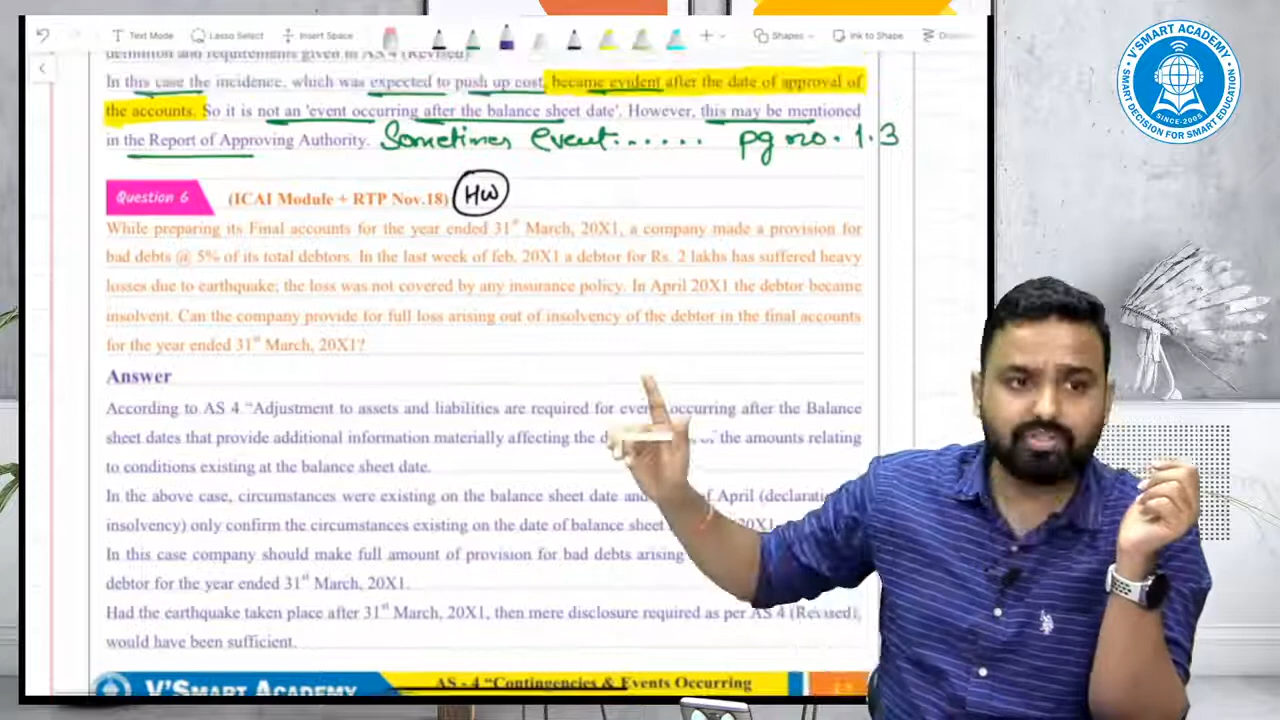 Text Mode
Lasso Select
Insert Space
Shapes
Ink to Shape
definition and requirements given in AS 4 (Revised)
In this case the incidence, which was expected to push up cost, became evident after the date of approval of
the accounts. So it is not an 'event occurring after the balance sheet date'. However, this may be mentioned
in the Report of Approving Authority. Sometimes event...... pg no. 1.3
Question 6 (ICAI Module + RTP Nov.18) HW
While preparing its Final accounts for the year ended 31st March, 20X1, a company made a provision for
bad debts @ 5% of its total debtors. In the last week of feb. 20X1 a debtor for Rs. 2 lakhs has suffered heavy
losses due to earthquake; the loss was not covered by any insurance policy. In April 20X1 the debtor became
insolvent. Can the company provide for full loss arising out of insolvency of the debtor in the final accounts
for the year ended 31st March, 20X1?
Answer
According to AS 4 "Adjustment to assets and liabilities are required for occurring after the Balance
sheet dates that provide additional information materially affecting the of the amounts relating
to conditions existing at the balance sheet date.
In the above case, circumstances were existing on the balance sheet date and of April
insolvency) only confirm the circumstances existing on the date of balance sheet 20X1
In this case company should make full amount of provision for bad debts arising
debtor for the year ended 31st March, 20X1.
Had the earthquake taken place after 31st March, 20X1, then mere disclosure required as per AS 4 (Revised),
would have been sufficient.
V'SMART ACADEMY
AS - 4 "Contingencies & Events Occurring
V'SMART ACADEMY
SINCE-2005
SMART DECISION FOR SMART EDUCATION